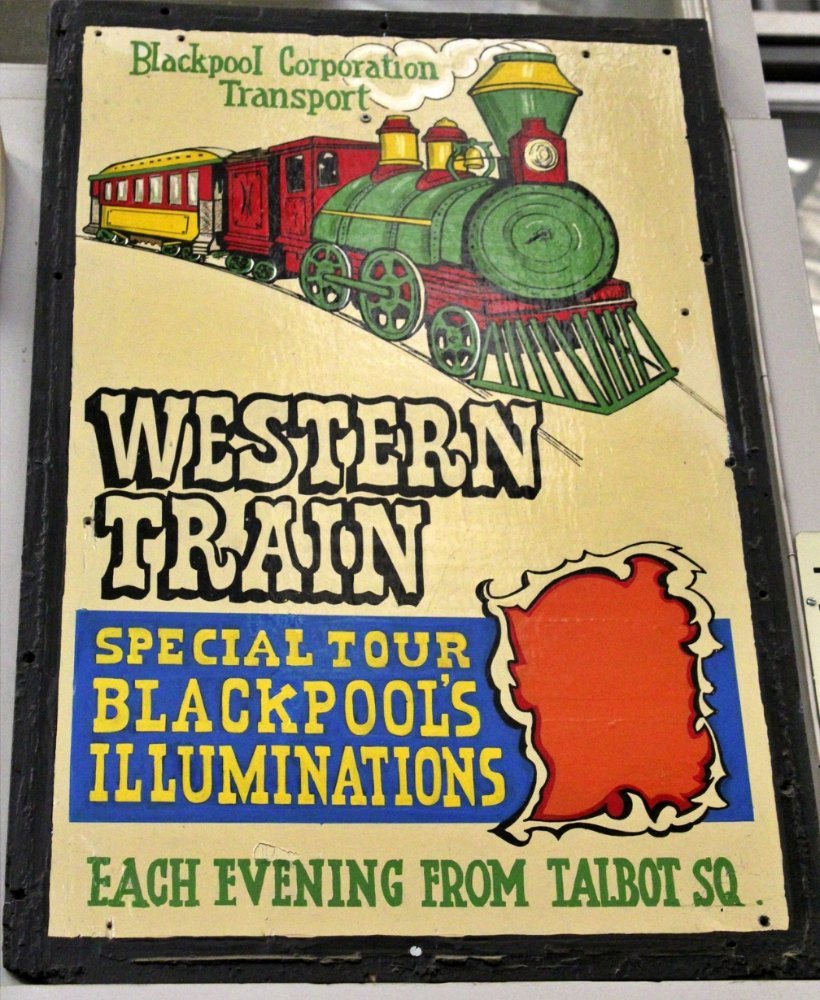 Blackpool Corporation
Transport
WESTERN
TRAIN
SPECIAL TOUR
BLACKPOOL'S
ILLUMINATIONS
EACH EVENING FROM TALBOT SQ.